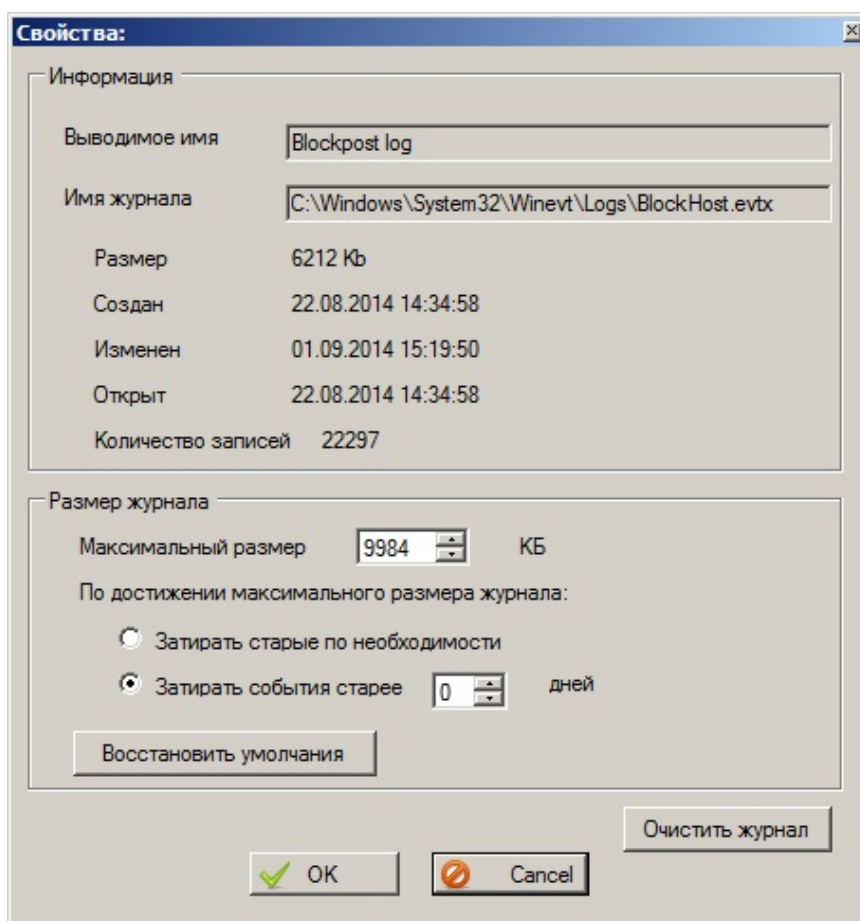 Свойства:
Информация
Выводимое имя Blockpost log
Имя журнала C:\Windows\System32\Winevt\Logs\BlockHost.evtx
Размер 6212 Kb
Создан 22.08.2014 14:34:58
Изменен 01.09.2014 15:19:50
Открыт 22.08.2014 14:34:58
Количество записей 22297
Размер журнала
Максимальный размер 9984 КБ
По достижении максимального размера журнала:
Затирать старые по необходимости
Затирать события старее 0 дней
Восстановить умолчания
Очистить журнал
OK Cancel